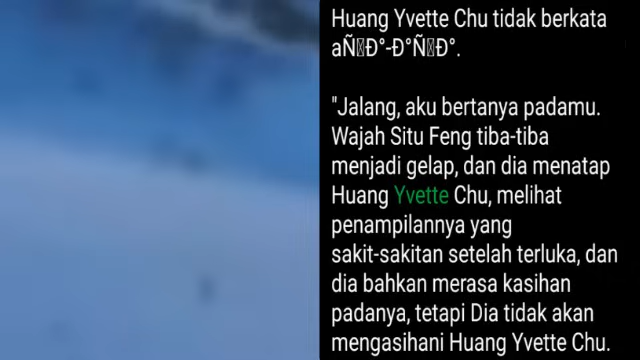 Huang Yvette Chu tidak berkata
aÑ�Ð°-Ð°Ñ�Ð°.
"Jalang, aku bertanya padamu.
Wajah Situ Feng tiba-tiba
menjadi gelap, dan dia menatap
Huang Yvette Chu, melihat
penampilannya yang
sakit-sakitan setelah terluka, dan
dia bahkan merasa kasihan
padanya, tetapi Dia tidak akan
mengasihani Huang Yvette Chu.